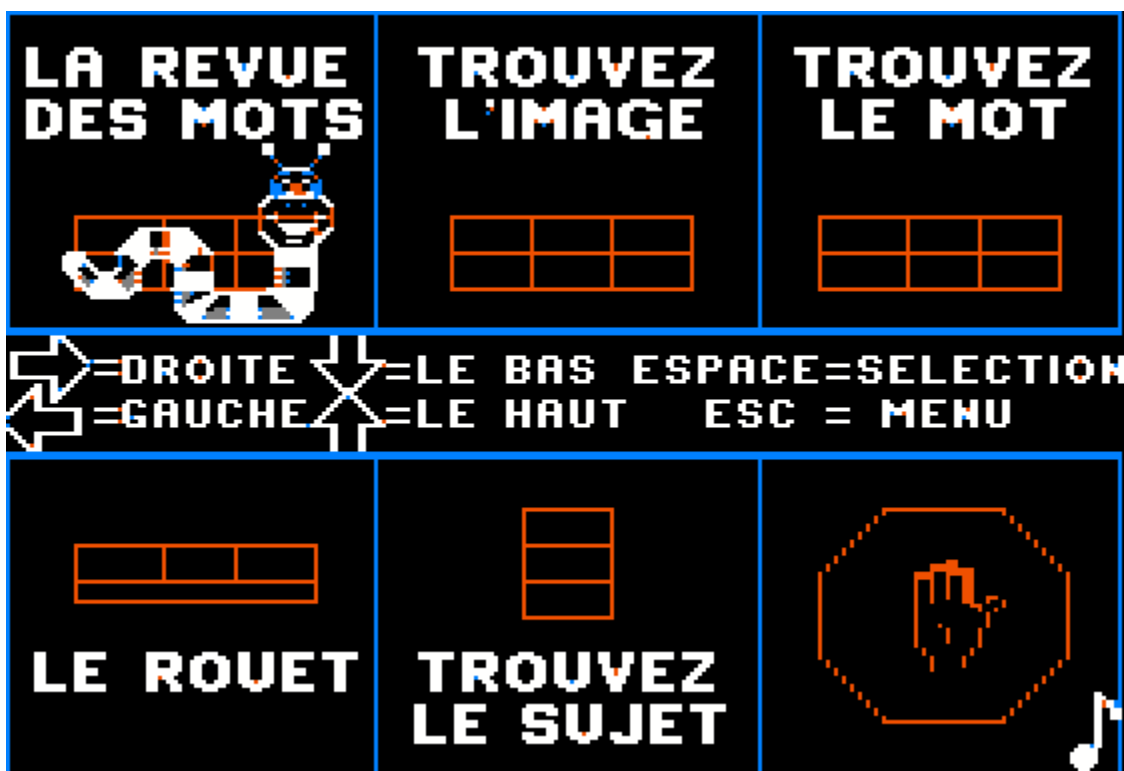 LA REVUE
DES MOTS
TROUVEZ
L'IMAGE
TROUVEZ
LE MOT
=DROITE =LE BAS ESPACE=SELECTION
=GAUCHE =LE HAUT ESC = MENU
LE ROUET
TROUVEZ
LE SUJET